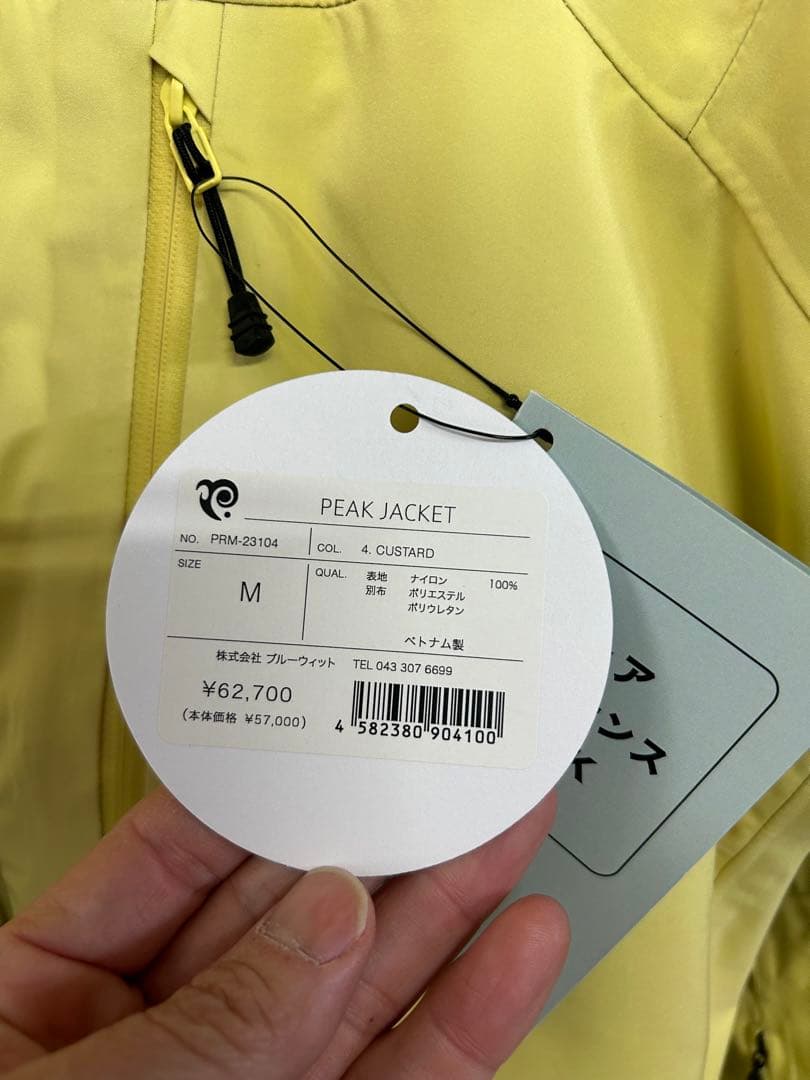 PEAK JACKET
NO. PRM-23104 COL. 4. CUSTARD
SIZE M
QUAL. 表地 ナイロン 100%
別布 ポリエステル
ポリウレタン
ベトナム製
株式会社 ブルーウィット TEL 043 307 6699
¥62,700
(本体価格 ¥57,000)
4 582380 904100
ア
ンス